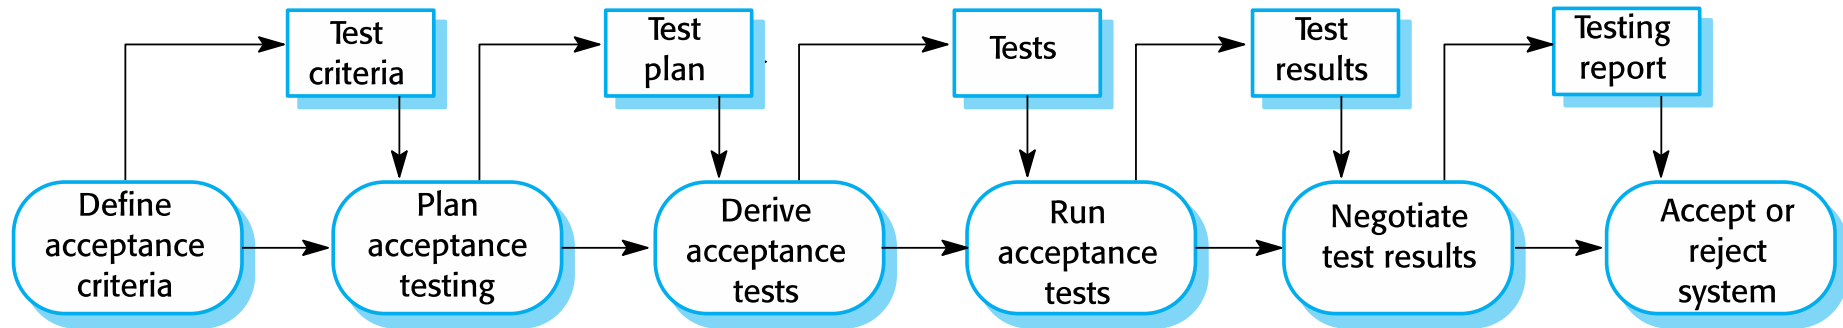 Test
criteria
Test
plan
Tests
Test
results
Testing
report
Define
acceptance
criteria
Plan
acceptance
testing
Derive
acceptance
tests
Run
acceptance
tests
Negotiate
test results
Accept or
reject
system